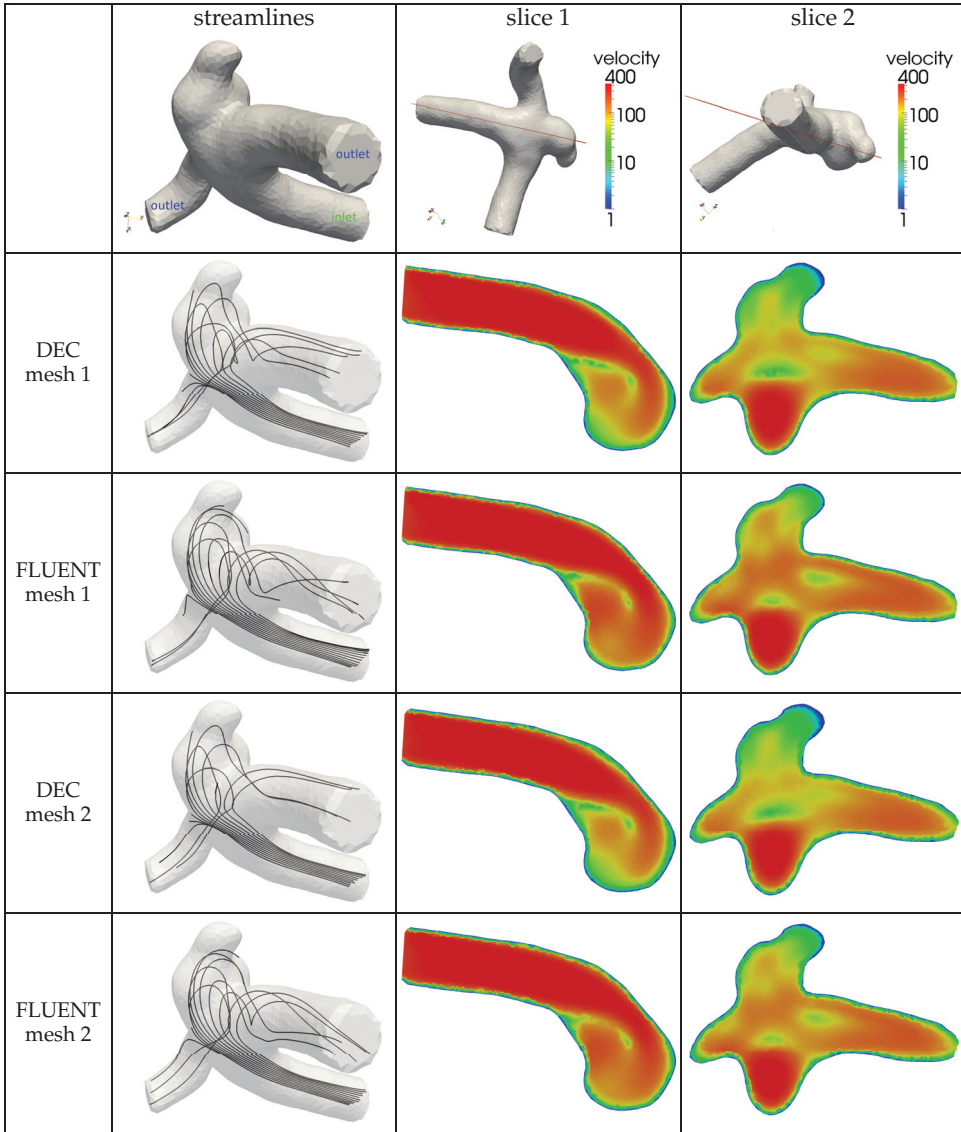 streamlines
slice 1
slice 2
outlet
outlet
inlet
velocity
400
100
10
1
velocity
400
100
10
1
DEC
mesh 1
FLUENT
mesh 1
DEC
mesh 2
FLUENT
mesh 2